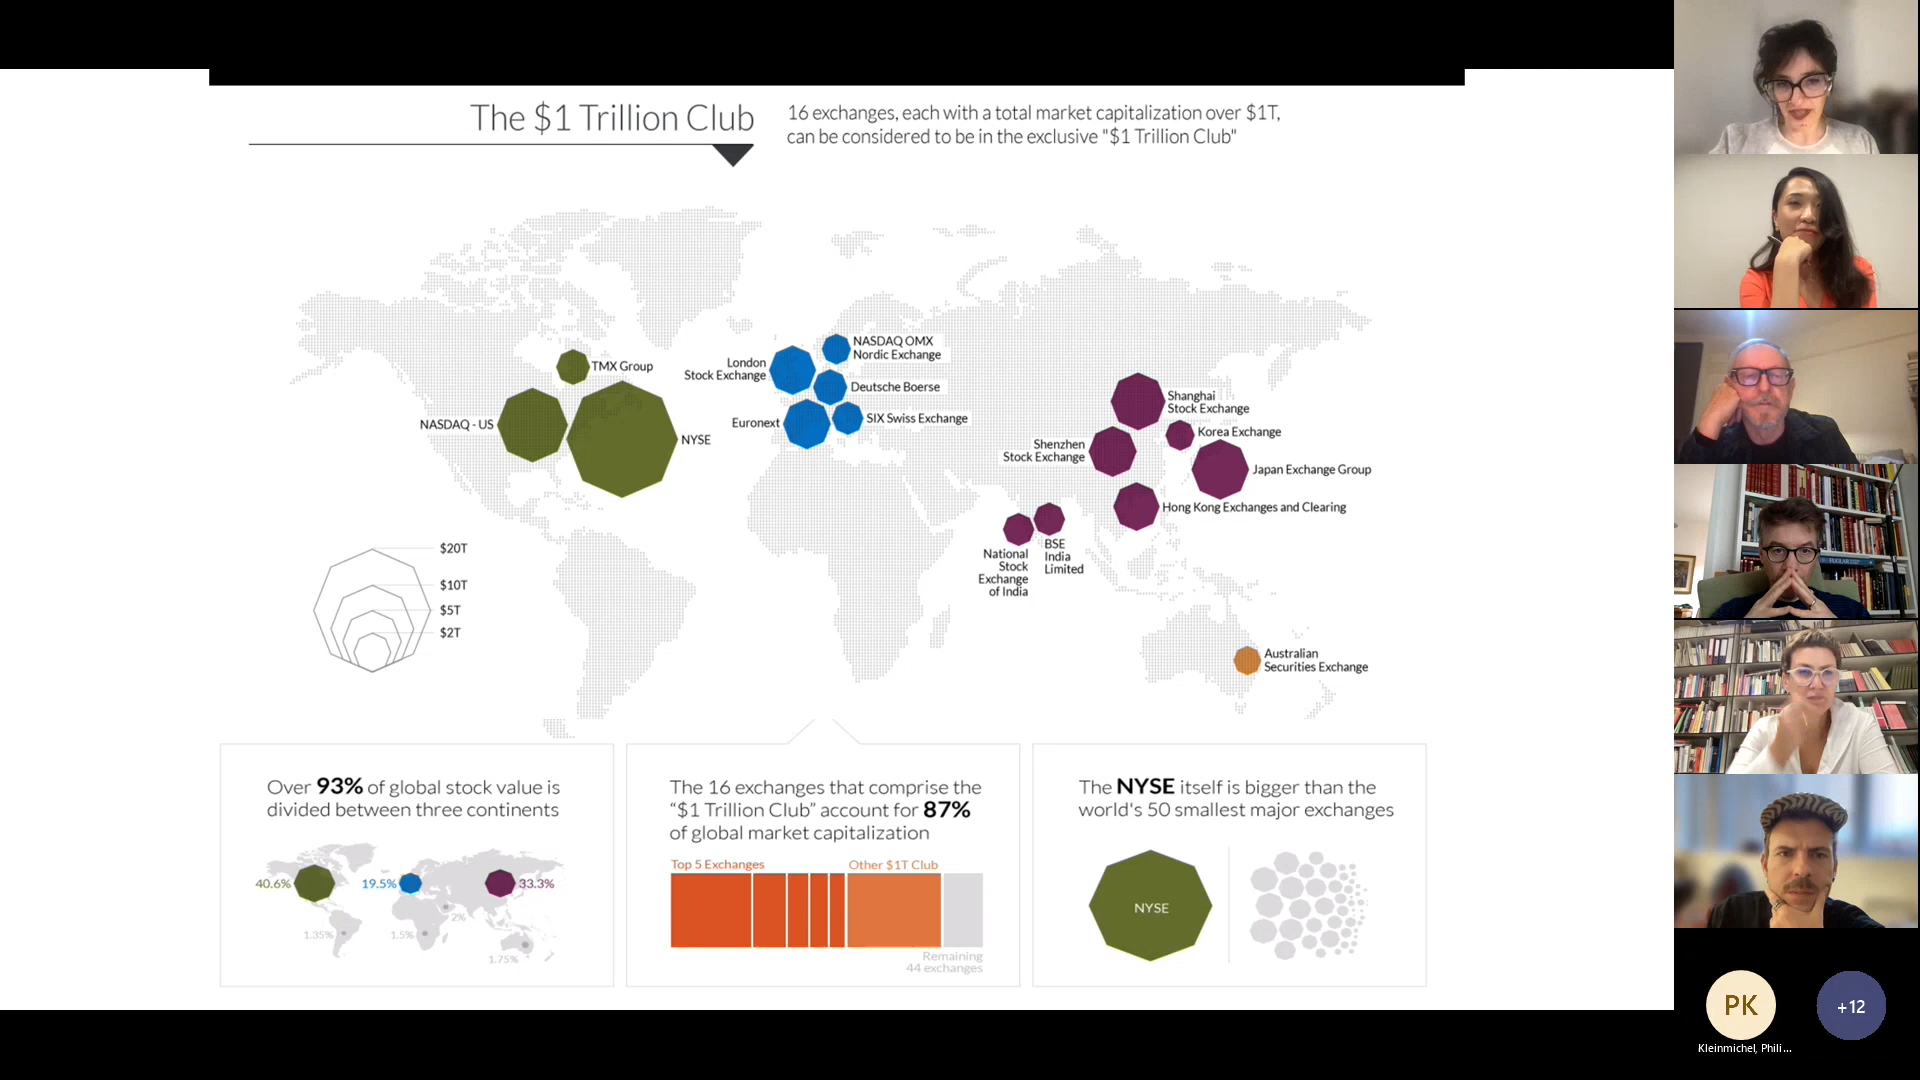 The $1 Trillion Club
16 exchanges, each with a total market capitalization over $1T,
can be considered to be in the exclusive "$1 Trillion Club"
NASDAQ OMX
Nordic Exchange
London
Stock Exchange
TMX Group
Deutsche Boerse
NASDAQ - US
NYSE
Euronext
SIX Swiss Exchange
Shanghai
Stock Exchange
Korea Exchange
Shenzhen
Stock Exchange
Japan Exchange Group
Hong Kong Exchanges and Clearing
National
Stock
Exchange
of India
BSE
India
Limited
$20T
$10T
$5T
$2T
Australian
Securities Exchange
Over 93% of global stock value is
divided between three continents
40.6%
19.5%
33.3%
2%
1.35%
1.5%
1.75%
The 16 exchanges that comprise the
“$1 Trillion Club” account for 87%
of global market capitalization
Top 5 Exchanges
Other $1T Club
Remaining
44 exchanges
The NYSE itself is bigger than the
world's 50 smallest major exchanges
NYSE
PK
+12
Kleinmichel, Phili...